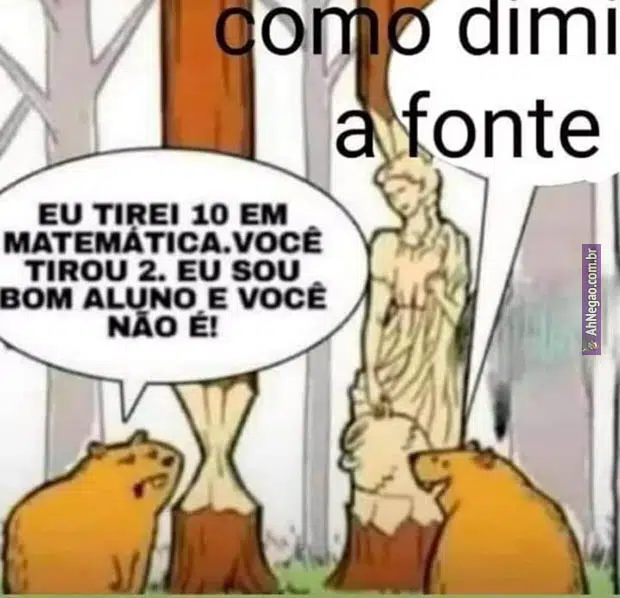 como dimi
a fonte
EU TIREI 10 EM
MATEMÁTICA.VOCÊ
TIROU 2. EU SOU
BOM ALUNO E VOCÊ
NÃO É!
AhNegao.com.br